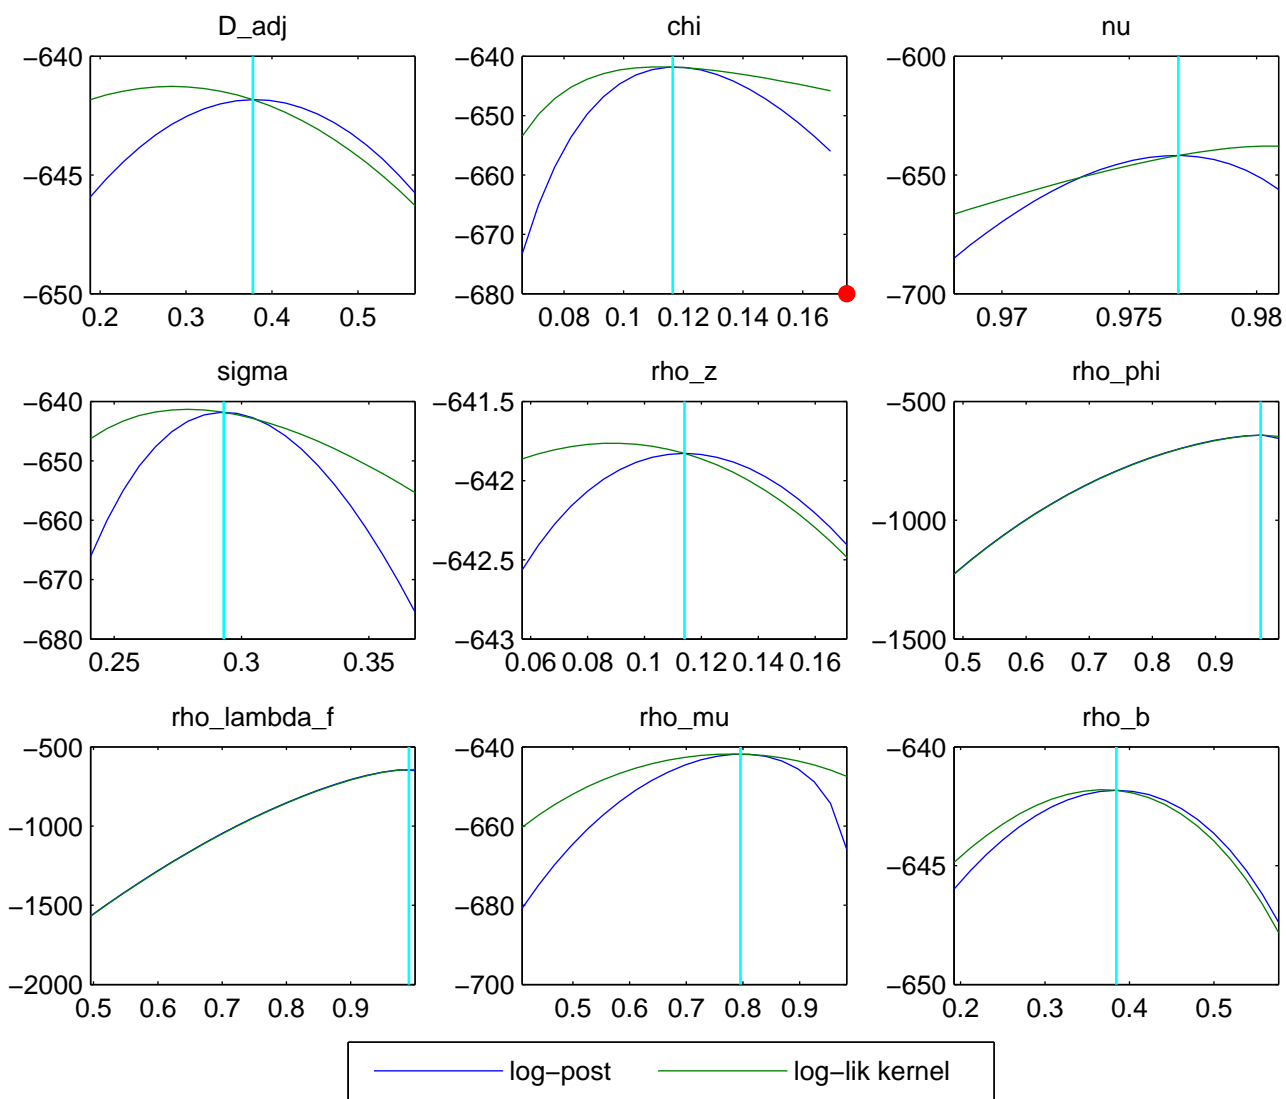 D_adj
chi
nu
−640
−645
−650
0.2 0.3 0.4 0.5
−640
−650
−660
−670
−680
0.08 0.1 0.12 0.14 0.16
−600
−650
−700
0.97 0.975 0.98
sigma
rho_z
rho_phi
−640
−650
−660
−670
−680
0.25 0.3 0.35
−641.5
−642
−642.5
−643
0.06 0.08 0.1 0.12 0.14 0.16
−500
−1000
−1500
0.5 0.6 0.7 0.8 0.9
rho_lambda_f
rho_mu
rho_b
−500
−1000
−1500
−2000
0.5 0.6 0.7 0.8 0.9
−640
−660
−680
−700
0.5 0.6 0.7 0.8 0.9
−640
−645
−650
0.2 0.3 0.4 0.5
log−post log−lik kernel